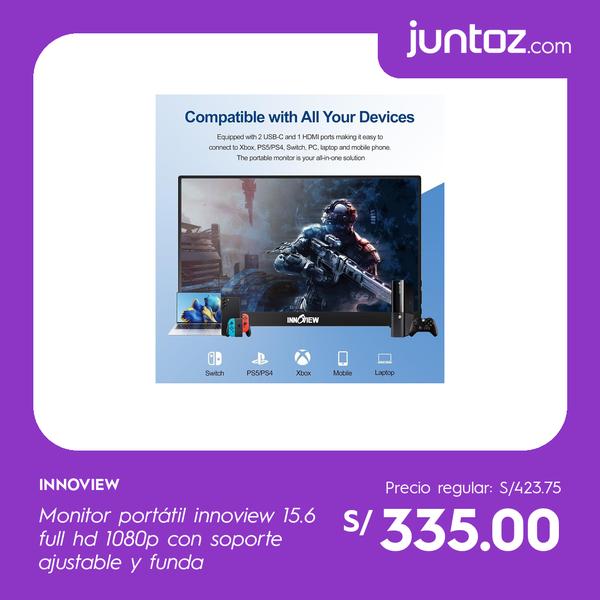 juntoz.com
Compatible with All Your Devices
Equipped with 2 USB-C and 1 HDMI ports making it easy to
connect to Xbox, PS5/PS4, Switch, PC, laptop and mobile phone.
The portable monitor is your all-in-one solution
INNOVIEW
Switch PS5/PS4 Xbox Mobile Laptop
INNOVIEW
Monitor portátil innoview 15.6
full hd 1080p con soporte
ajustable y funda
Precio regular: S/423.75
S/ 335.00